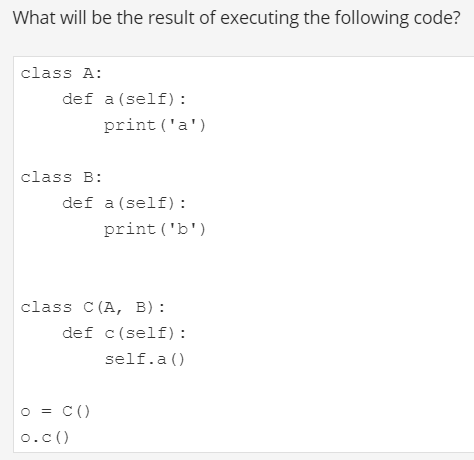 What will be the result of executing the following code?
class A:
    def a(self):
        print('a')
class B:
    def a(self):
        print('b')
class C(A, B):
    def c(self):
        self.a()
o = C()
o.c()